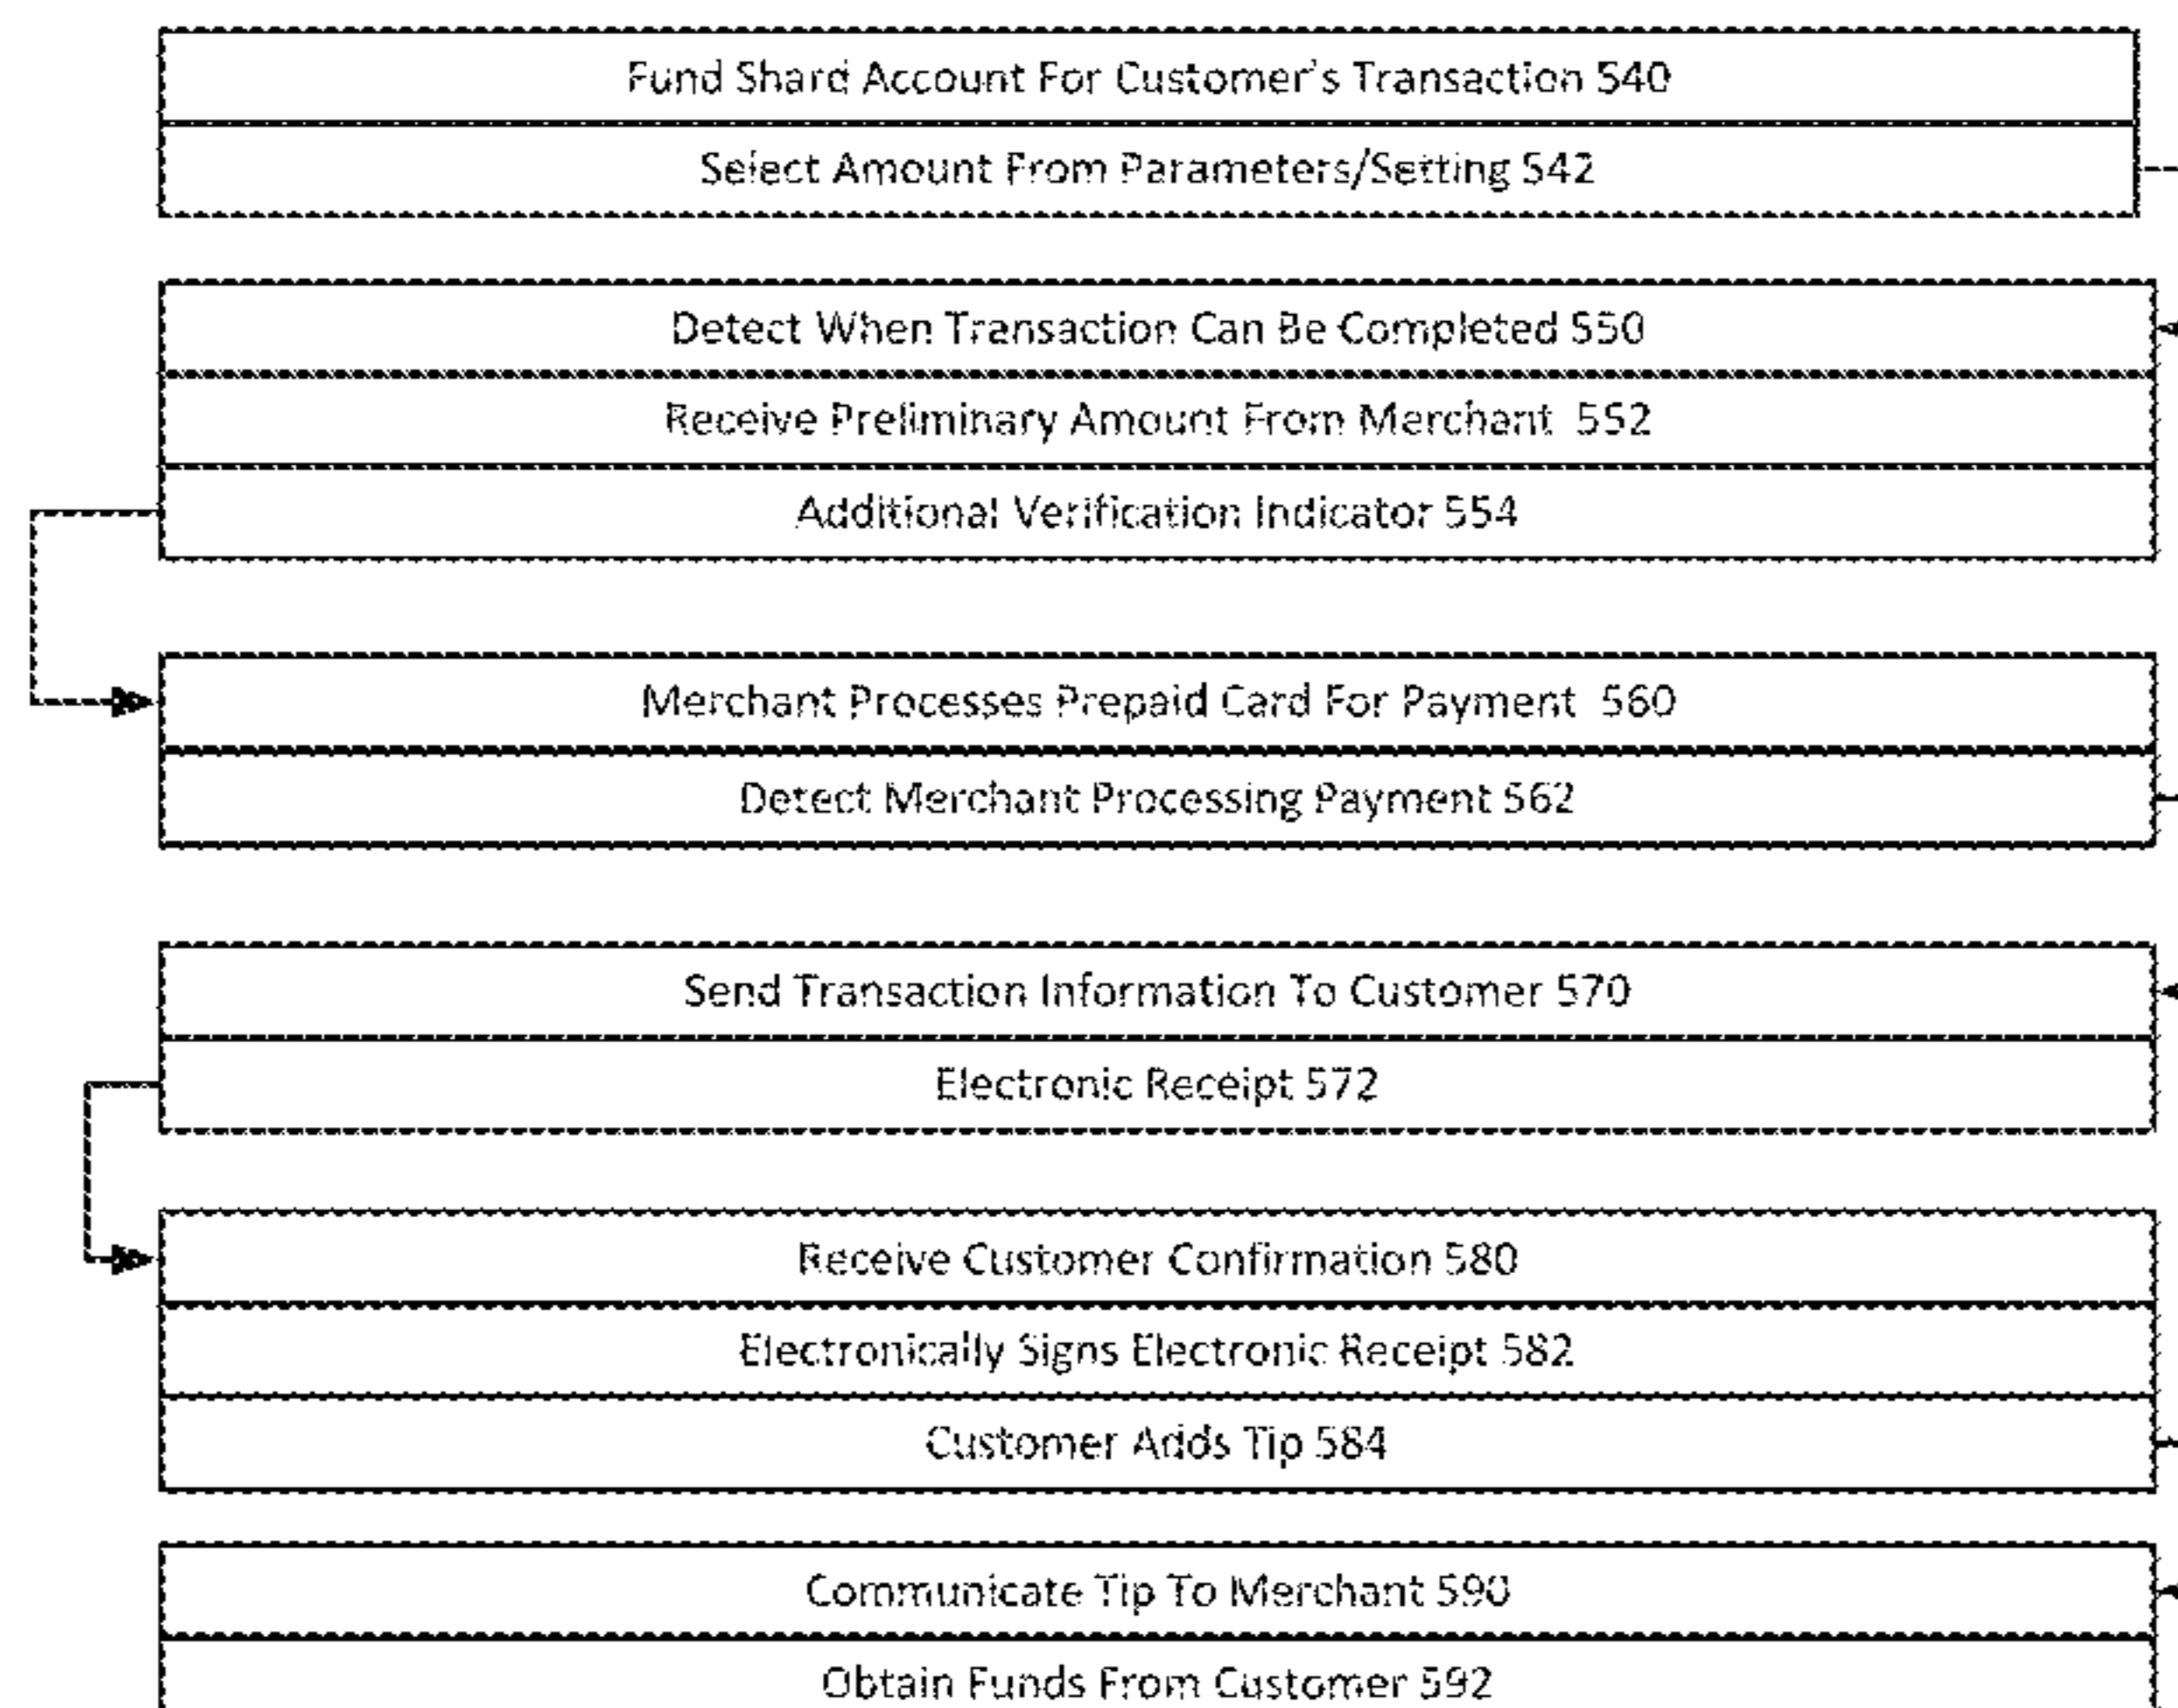 Fund Shard Account For Customer's Transaction 540
Select Amount From Parameters/Setting 542
Detect When Transaction Can Be Completed 550
Receive Preliminary Amount From Merchant 552
Additional Verification Indicator 554
Merchant Processes Prepaid Card For Payment 560
Detect Merchant Processing Payment 562
Send Transaction Information To Customer 570
Electronic Receipt 572
Receive Customer Confirmation 580
Electronically Signs Electronic Receipt 582
Customer Adds Tip 584
Communicate Tip To Merchant 590
Obtain Funds From Customer 592